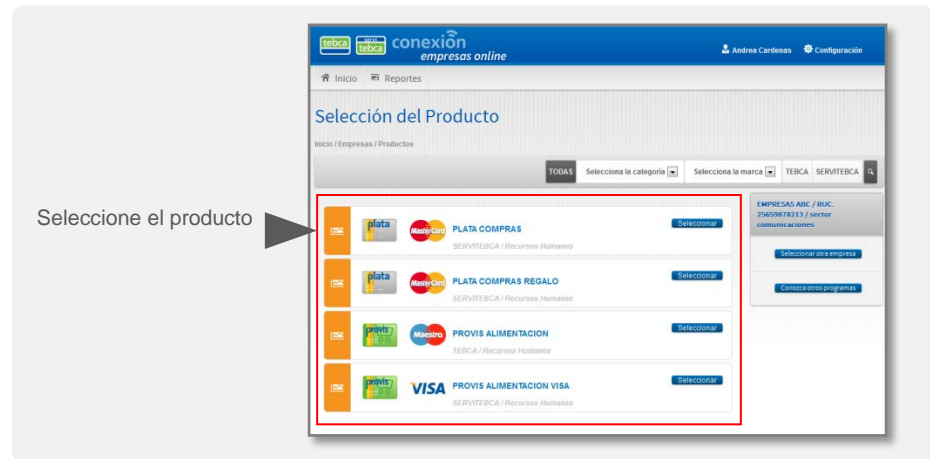 tebca servi tebca conexión
empresas online
Andrea Cardenas Configuración
Inicio Reportes
Selección del Producto
Inicio / Empresas / Productos
TODAS Selecciona la categoría Selecciona la marca TEBCA SERVITEBCA
Seleccione el producto
plata MasterCard PLATA COMPRAS Seleccionar
SERVITEBCA / Recursos Humanos
plata MasterCard PLATA COMPRAS REGALO Seleccionar
SERVITEBCA / Recursos Humanos
provis Maestro PROVIS ALIMENTACION Seleccionar
TEBCA / Recursos Humanos
provis VISA PROVIS ALIMENTACION VISA Seleccionar
SERVITEBCA / Recursos Humanos
EMPRESAS ABC / RUC.
25659878213 / sector
comunicaciones
Seleccionar otra empresa
Conozca otros programas